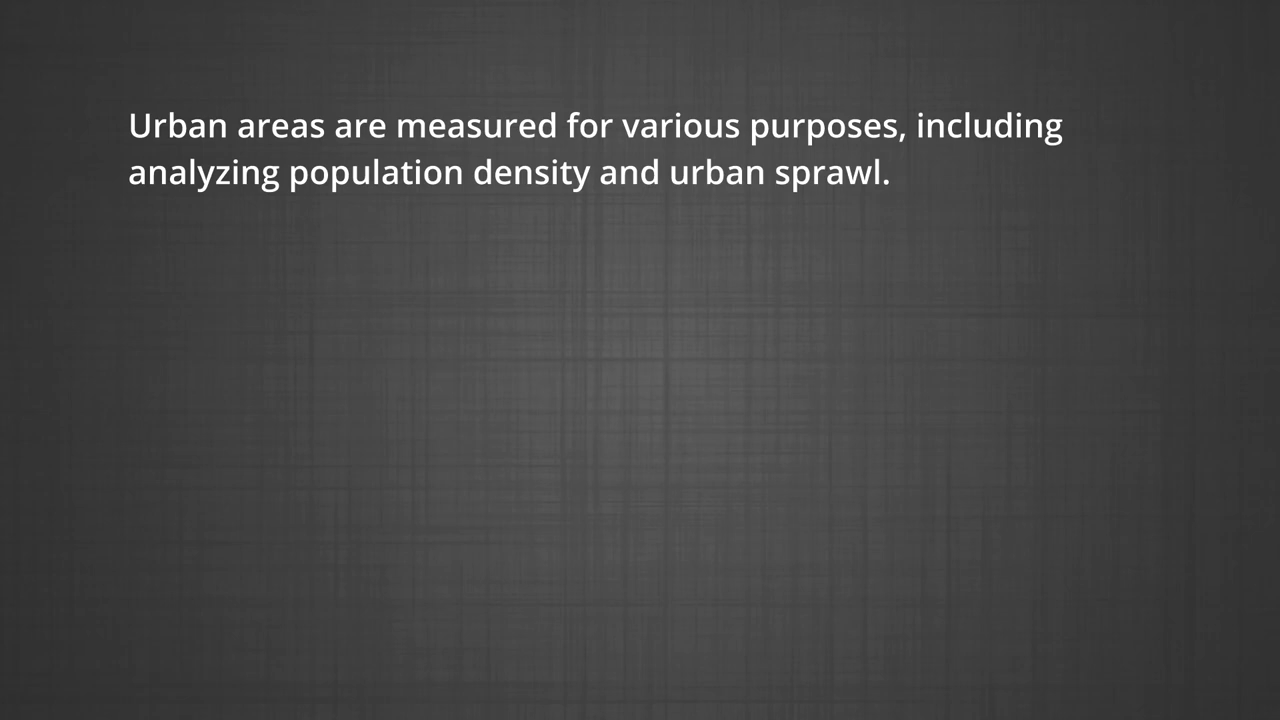 Urban areas are measured for various purposes, including
analyzing population density and urban sprawl.